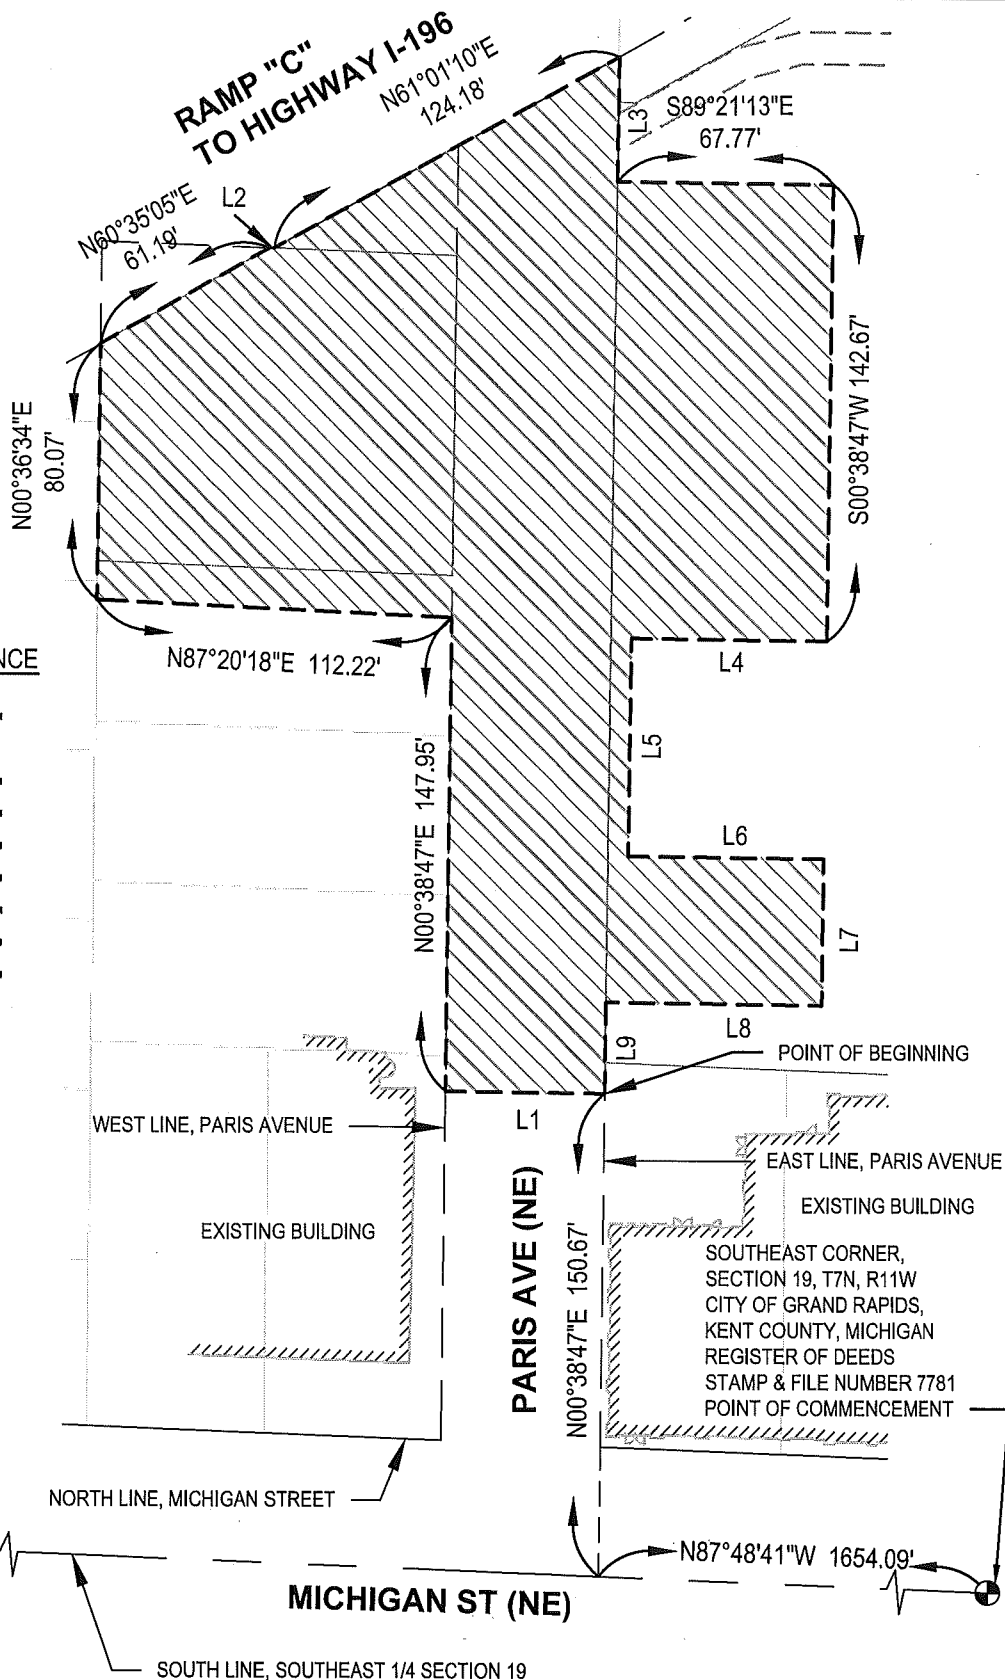 RAMP "C"
TO HIGHWAY I-196
N61°01'10"E
124.18'
L3
S89°21'13"E
67.77'
L2
N60°35'05"E
61.19'
N00°36'34"E
80.07'
S00°38'47"W 142.67'
NCE
N87°20'18"E 112.22'
L4
L5
N00°38'47"E 147.95'
L6
L7
L8
L9
POINT OF BEGINNING
L1
WEST LINE, PARIS AVENUE
EAST LINE, PARIS AVENUE
EXISTING BUILDING
EXISTING BUILDING
PARIS AVE (NE)
N00°38'47"E 150.67'
SOUTHEAST CORNER,
SECTION 19, T7N, R11W
CITY OF GRAND RAPIDS,
KENT COUNTY, MICHIGAN
REGISTER OF DEEDS
STAMP & FILE NUMBER 7781
POINT OF COMMENCEMENT
NORTH LINE, MICHIGAN STREET
N87°48'41"W 1654.09'
MICHIGAN ST (NE)
SOUTH LINE, SOUTHEAST 1/4 SECTION 19